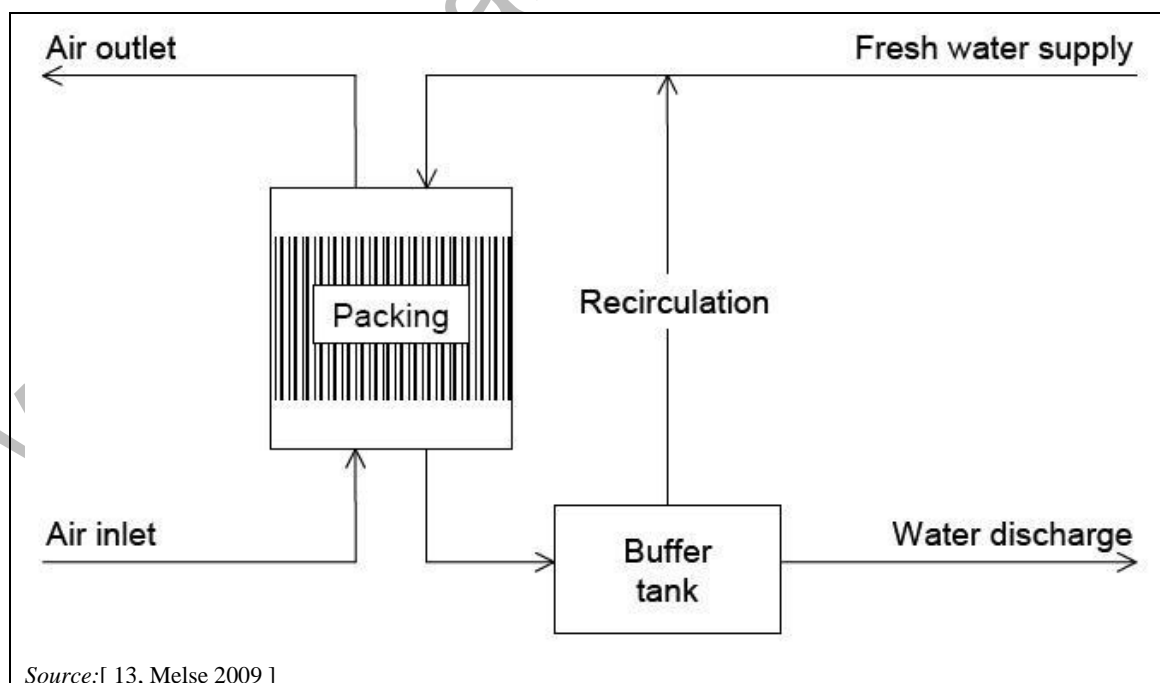 Air outlet
Fresh water supply
Packing
Recirculation
Air inlet
Buffer
tank
Water discharge
Source:[ 13, Melse 2009 ]